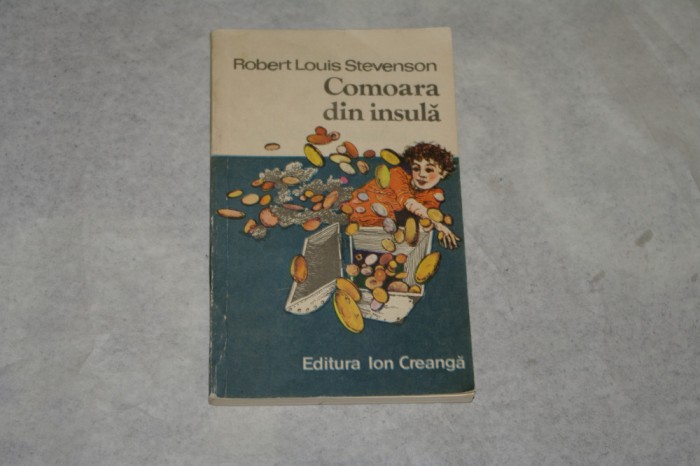 Robert Louis Stevenson
Comoara
din insulă
Editura Ion Creangă